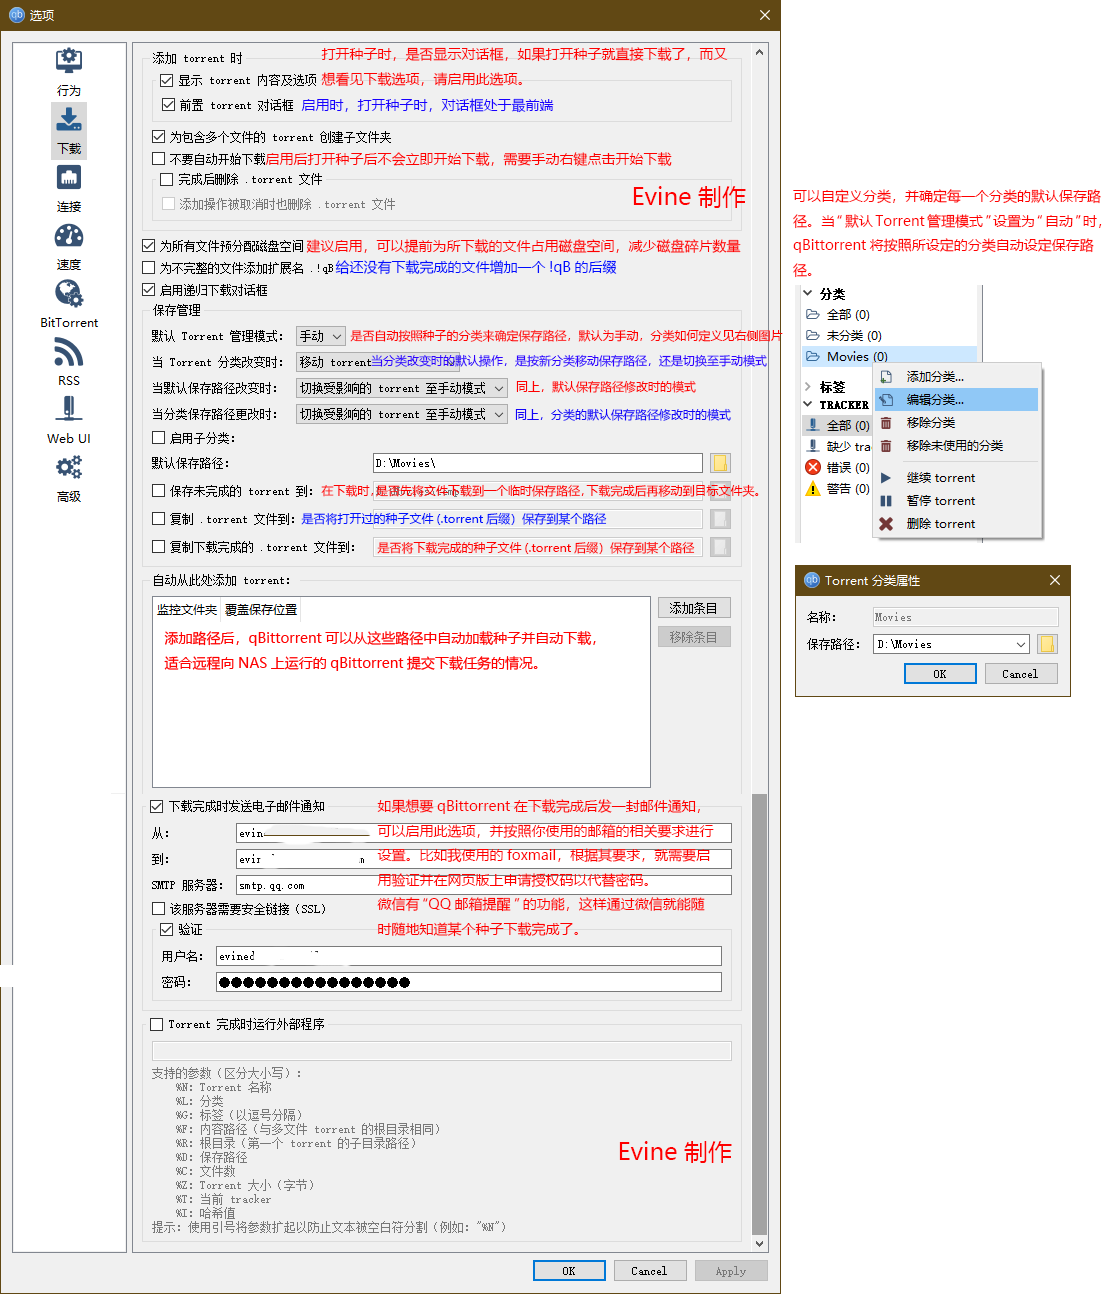 选项
行为
下载
连接
速度
BitTorrent
RSS
Web UI
高级
添加 torrent 时
打开种子时，是否显示对话框，如果打开种子就直接下载了，而又
显示 torrent 内容及选项 想看见下载选项，请启用此选项。
前置 torrent 对话框 启用时，打开种子时，对话框处于最前端
为包含多个文件的 torrent 创建子文件夹
不要自动开始下载启用后打开种子后不会立即开始下载，需要手动右键点击开始下载
完成后删除 .torrent 文件
添加操作被取消时也删除 .torrent 文件
Evine 制作
为所有文件预分配磁盘空间 建议启用，可以提前为所下载的文件占用磁盘空间，减少磁盘碎片数量
为不完整的文件添加扩展名 .!qB 给还没有下载完成的文件增加一个 !qB 的后缀
启用递归下载对话框
保存管理
默认 Torrent 管理模式： 手动 是否自动按照种子的分类来确定保存路径，默认为手动，分类如何定义见右侧图片
当 Torrent 分类改变时： 移动 torrent 当分类改变时的默认操作，是按新分类移动保存路径，还是切换至手动模式
当默认保存路径改变时： 切换受影响的 torrent 至手动模式 同上，默认保存路径修改时的模式
当分类保存路径更改时： 切换受影响的 torrent 至手动模式 同上，分类的默认保存路径修改时的模式
启用子分类：
默认保存路径： D:\Movies\
保存未完成的 torrent 到： 在下载时，是否先将文件下载到一个临时保存路径，下载完成后再移动到目标文件夹。
复制 .torrent 文件到： 是否将打开过的种子文件 (.torrent 后缀）保存到某个路径
复制下载完成的 .torrent 文件到： 是否将下载完成的种子文件 (.torrent 后缀）保存到某个路径
自动从此处添加 torrent：
监控文件夹 覆盖保存位置
添加条目
移除条目
添加路径后，qBittorrent 可以从这些路径中自动加载种子并自动下载，
适合远程向 NAS 上运行的 qBittorrent 提交下载任务的情况。
下载完成时发送电子邮件通知 如果想要 qBittorrent 在下载完成后发一封邮件通知，
从： 可以启用此选项，并按照你使用的邮箱的相关要求进行
到： 设置。比如我使用的 foxmail，根据其要求，就需要启
SMTP 服务器： smtp.qq.com 用验证并在网页版上申请授权码以代替密码。
该服务器需要安全链接（SSL） 微信有 “QQ 邮箱提醒 ” 的功能，这样通过微信就能随
验证 时随地知道某个种子下载完成了。
用户名： evined
密码： ●●●●●●●●●●●●●●●●
Torrent 完成时运行外部程序
支持的参数（区分大小写）：
%N: Torrent 名称
%L: 分类
%G: 标签（以逗号分隔）
%F: 内容路径（与多文件 torrent 的根目录相同）
%R: 根目录（第一个 torrent 的子目录路径）
%D: 保存路径
%C: 文件数
%Z: Torrent 大小（字节）
%T: 当前 tracker
%I: 哈希值
提示：使用引号将参数扩起以防止文本被空白符分割（例如："%N"）
Evine 制作
OK Cancel Apply
可以自定义分类，并确定每一个分类的默认保存路
径。当 “ 默认 Torrent 管理模式 ” 设置为 “ 自动 ” 时，
qBittorrent 将按照所设定的分类自动设定保存路
径。
分类
全部 (0)
未分类 (0)
Movies (0)
标签
TRACKER
全部 (0)
缺少 tra
错误 (0)
警告 (0)
添加分类...
编辑分类...
移除分类
移除未使用的分类
继续 torrent
暂停 torrent
删除 torrent
Torrent 分类属性
名称： Movies
保存路径： D:\Movies
OK Cancel